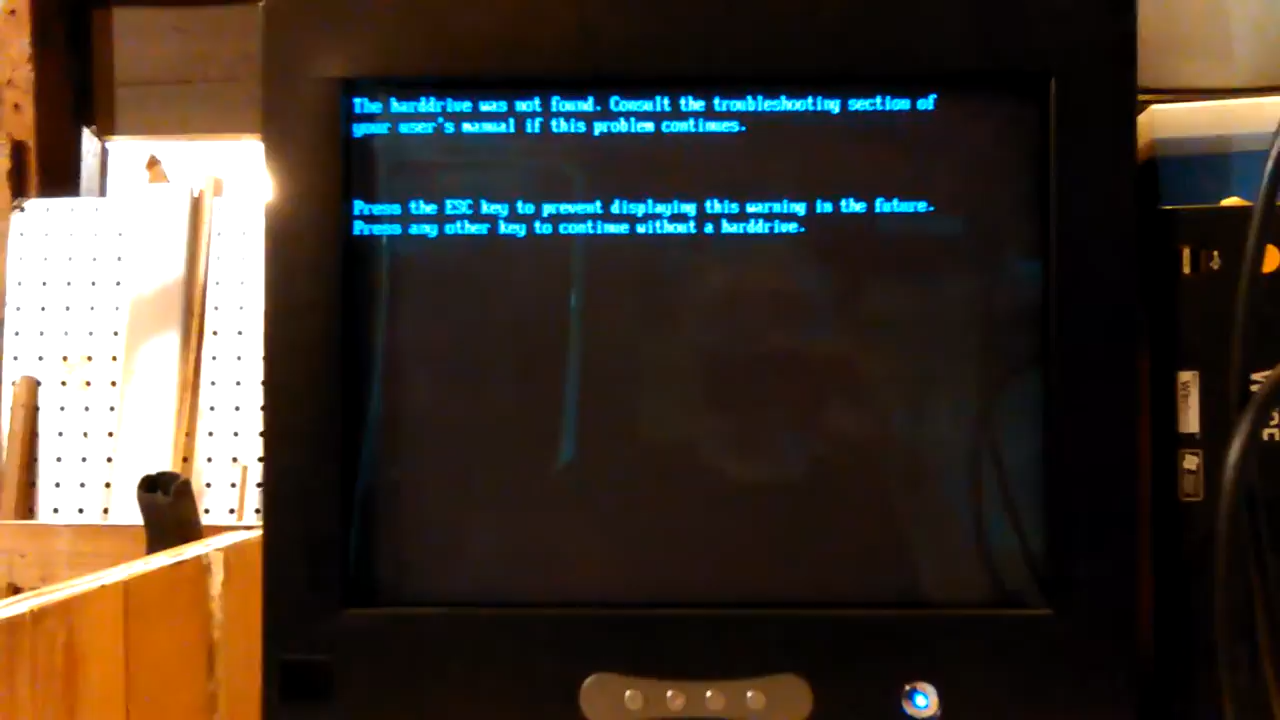 The harddrive was not found. Consult the troubleshooting section of
your user's manual if this problem continues.
Press the ESC key to prevent displaying this warning in the future.
Press any other key to continue without a harddrive.